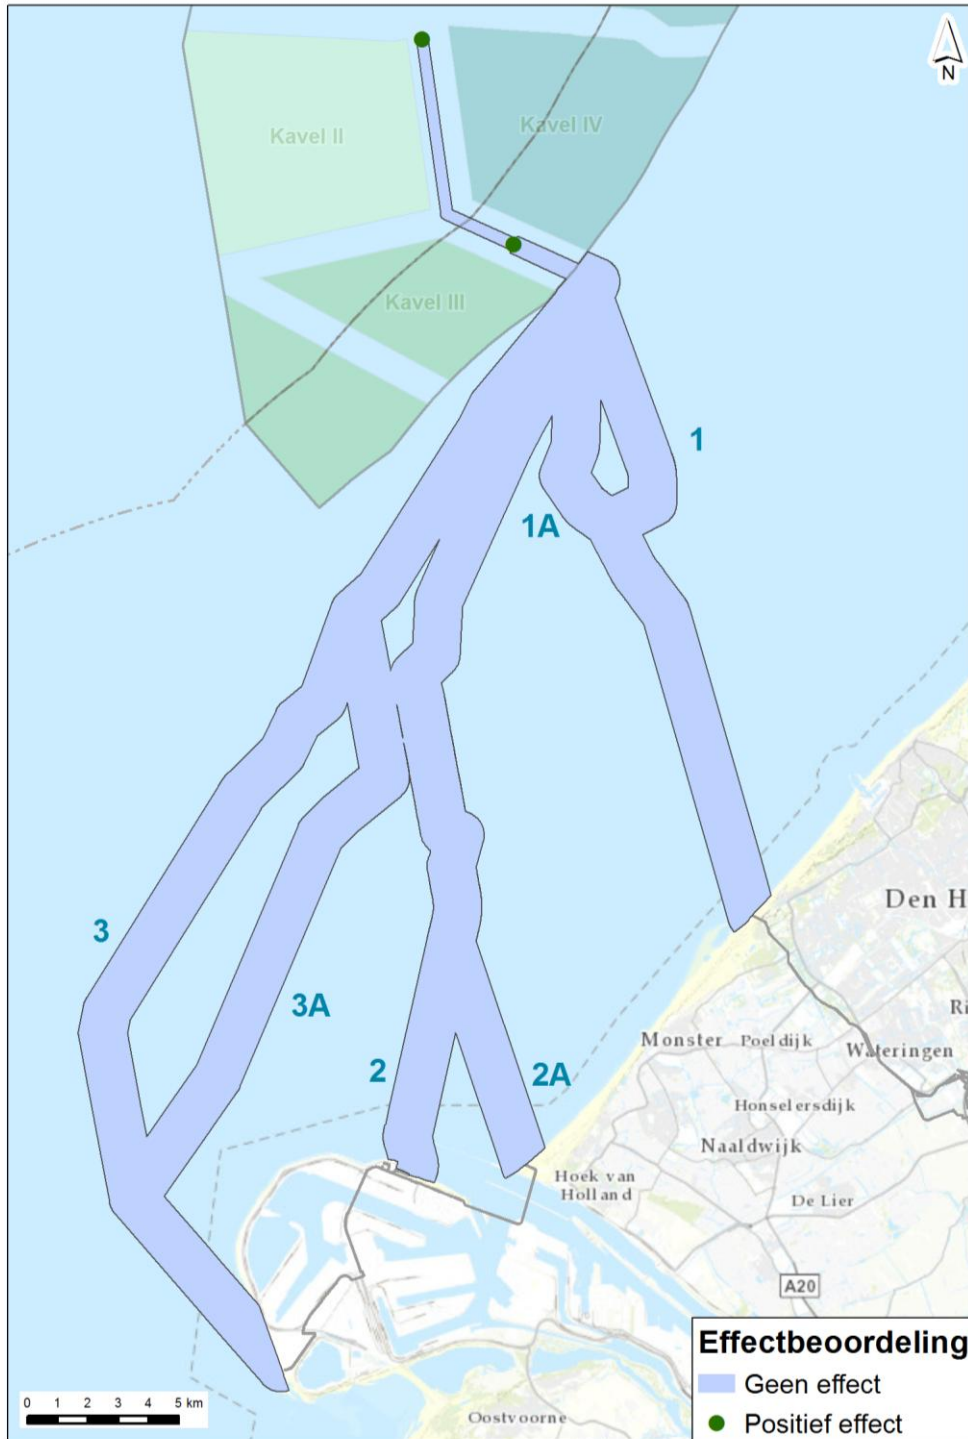 N
Kavel II
Kavel IV
Kavel III
1
1A
3
Den H
3A
Ri
Monster
Poeldijk
Wateringen
2
2A
Honselersdijk
Naaldwijk
Hoek van
Holland
De Lier
A20
Effectbeoordeling
Geen effect
Positief effect
0 1 2 3 4 5 km
Oostvoorne